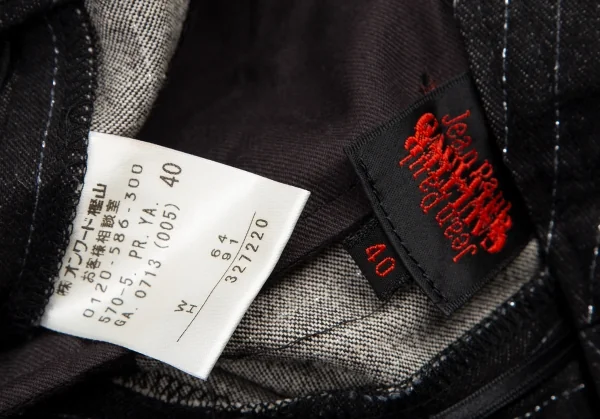 ㈱オンワード樫山
お客様相談室
0120-586-300
570-5. PR. YA.
GA. 0713 (005) 40
W 64
H 91
327220
Jean Paul
deer
40